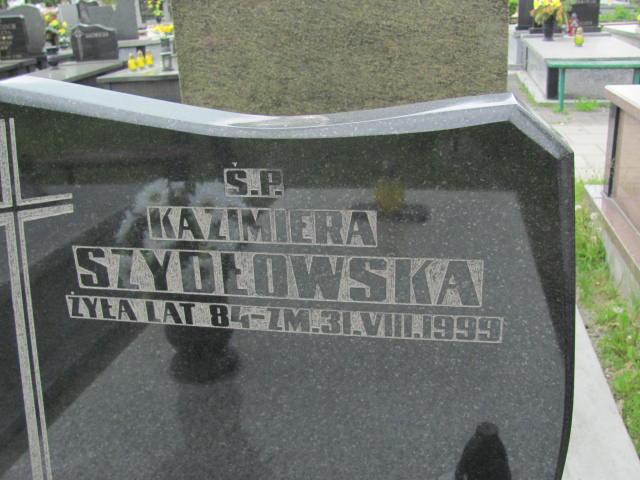 Ś.P.
KAZIMIERA
SZYDŁOWSKA
ŻYŁA LAT 84-ZM.31.VIII.1999